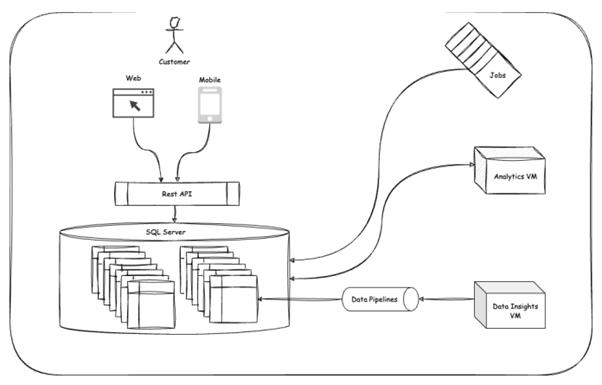 Customer
Web
Mobile
Jobs
Rest API
Analytics VM
SQL Server
Data Pipelines
Data Insights
VM